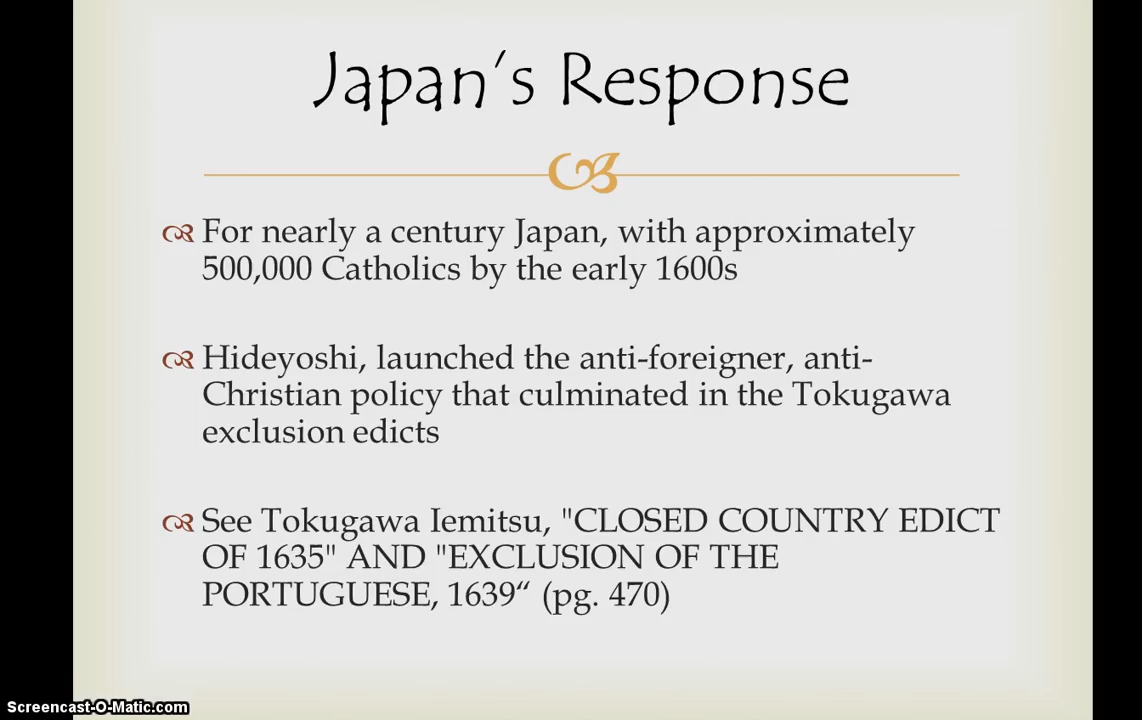 Japan’s Response
For nearly a century Japan, with approximately
500,000 Catholics by the early 1600s
Hideyoshi, launched the anti-foreigner, anti-
Christian policy that culminated in the Tokugawa
exclusion edicts
See Tokugawa Iemitsu, "CLOSED COUNTRY EDICT
OF 1635" AND "EXCLUSION OF THE
PORTUGUESE, 1639“ (pg. 470)
Screencast-O-Matic.com